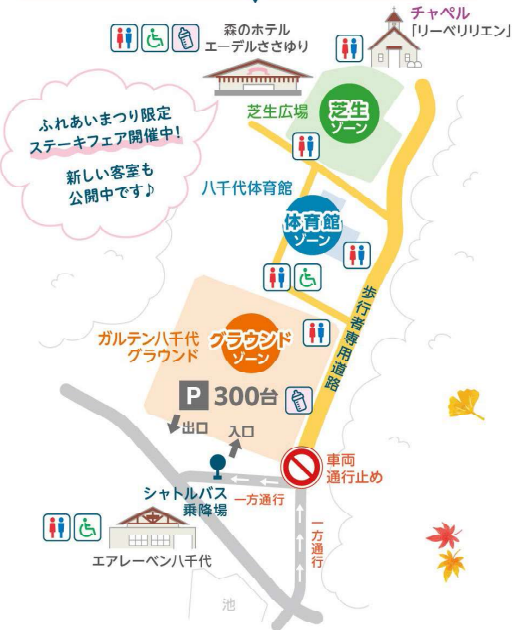 チャペル
「リーベリリエン」
森のホテル
エーデルささゆり
芝生広場
芝生
ゾーン
ふれあいまつり限定
ステーキフェア開催中!
新しい客室も
公開中です♪
八千代体育館
体育館
ゾーン
歩行者専用道路
ガルテン八千代
グラウンド
グラウンド
ゾーン
P 300台
出口
入口
車両
通行止め
シャトルバス
乗降場
一方通行
一方通行
エアレーベン八千代
池